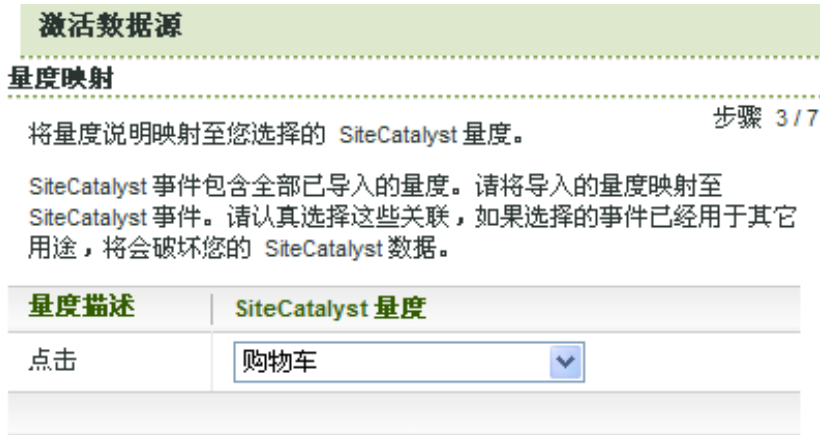 激活数据源
量度映射
步骤 3 / 7
将量度说明映射至您选择的 SiteCatalyst 量度。
SiteCatalyst 事件包含全部已导入的量度。请将导入的量度映射至
SiteCatalyst 事件。请认真选择这些关联，如果选择的事件已经用于其它
用途，将会破坏您的 SiteCatalyst 数据。
量度描述 SiteCatalyst 量度
点击 购物车